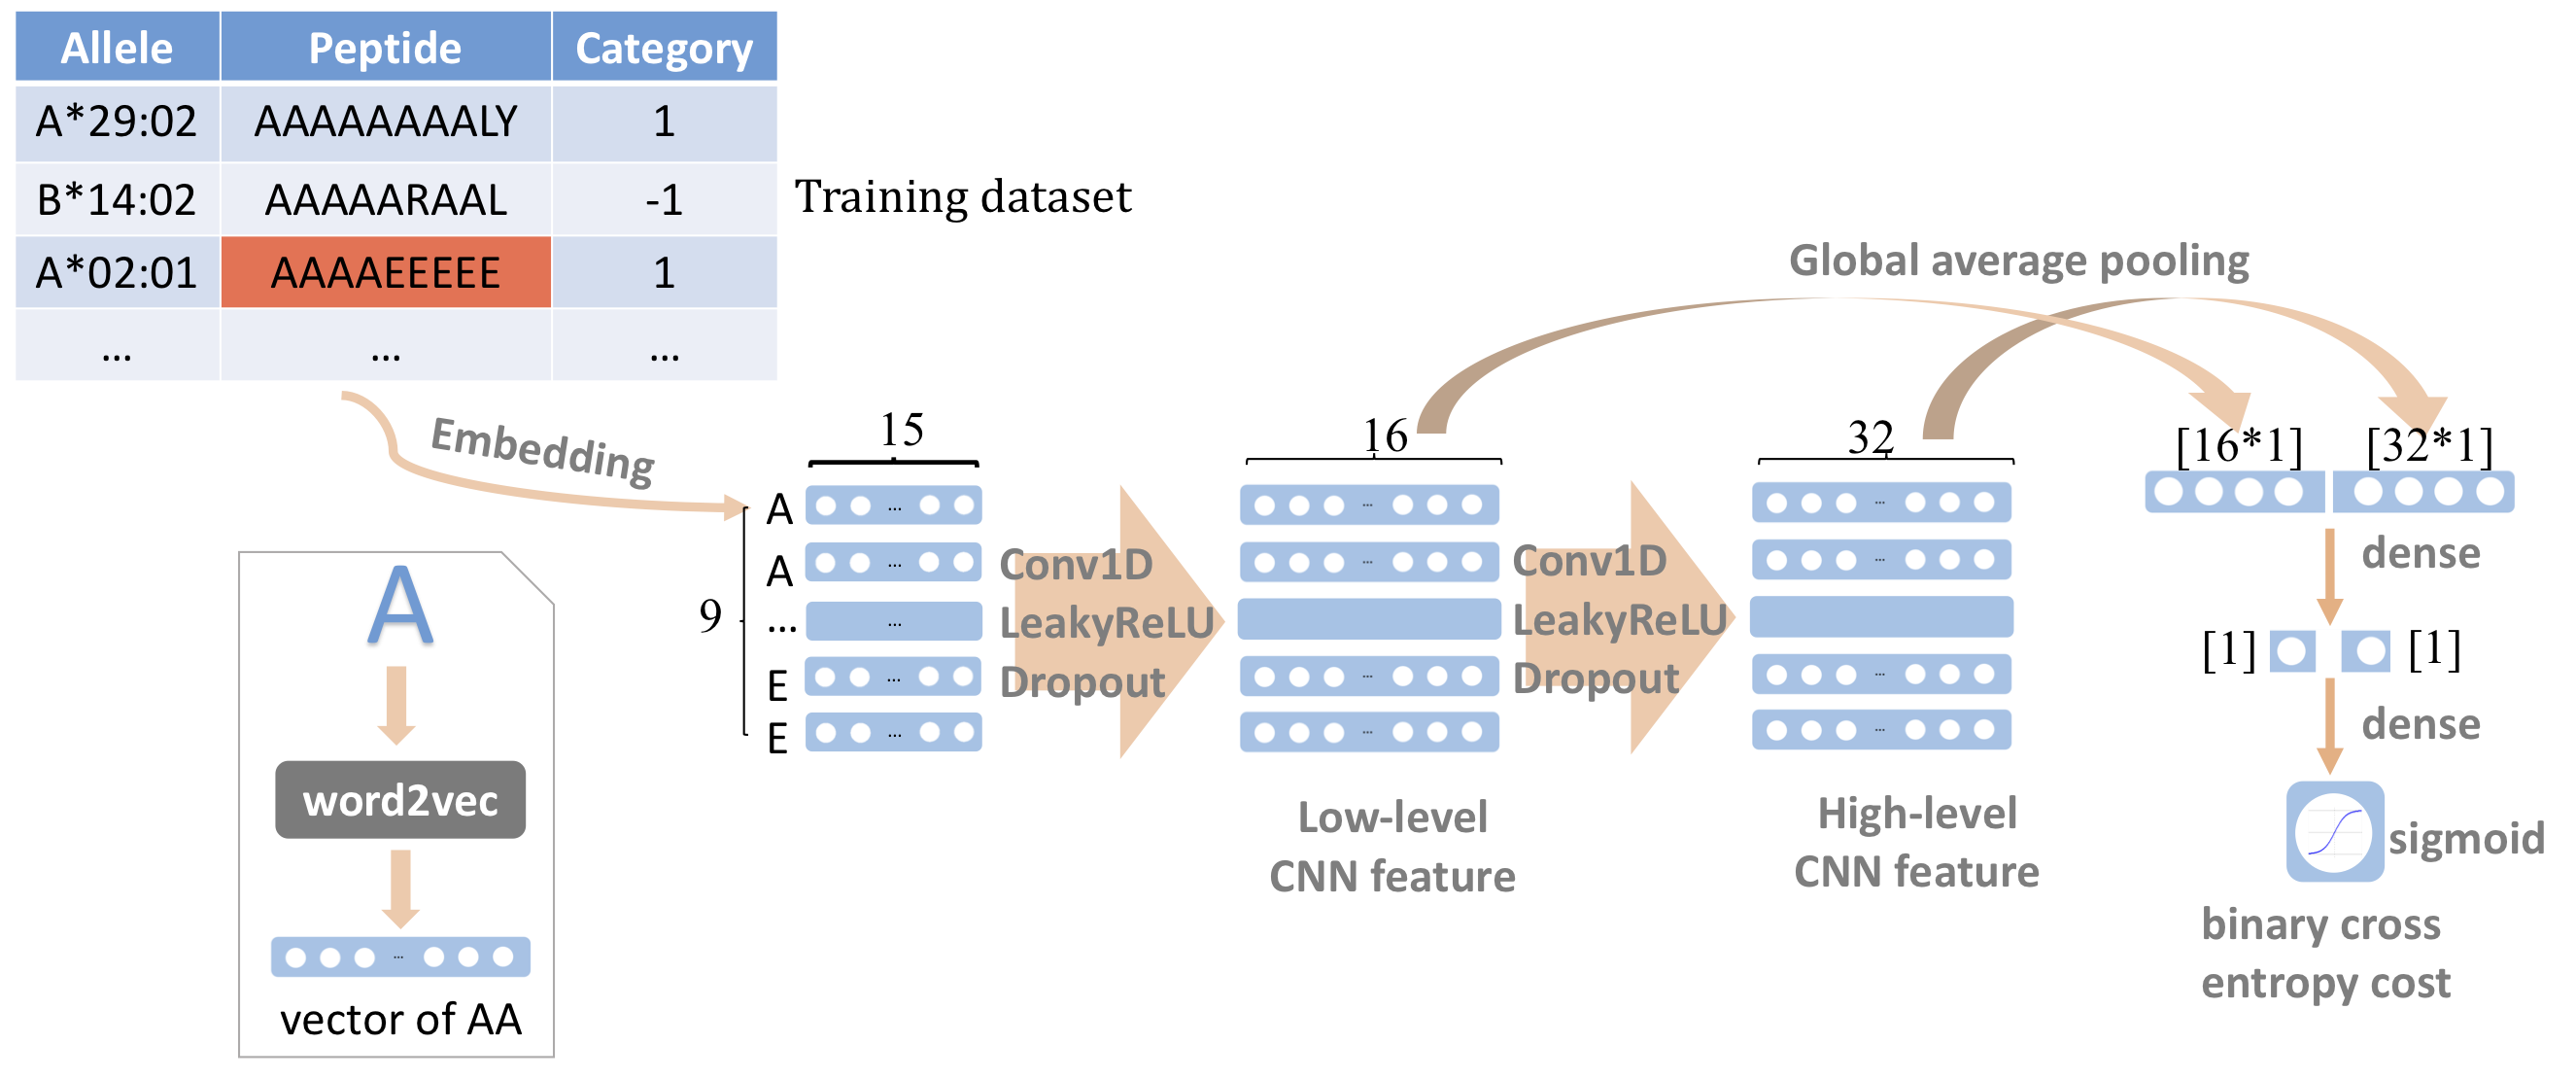 Allele Peptide Category
A*29:02 AAAAAAAALY 1
B*14:02 AAAAARAAL -1
A*02:01 AAAAEEEEE 1
... ... ...
Training dataset
Embedding
A
word2vec
...
vector of AA
15
9
A ...
A ...
... ...
E ...
E ...
Conv1D
LeakyReLU
Dropout
16
...
...
...
...
Low-level
CNN feature
Conv1D
LeakyReLU
Dropout
32
...
...
...
...
High-level
CNN feature
Global average pooling
[16*1] [32*1]
dense
[1] [1]
dense
sigmoid
binary cross
entropy cost